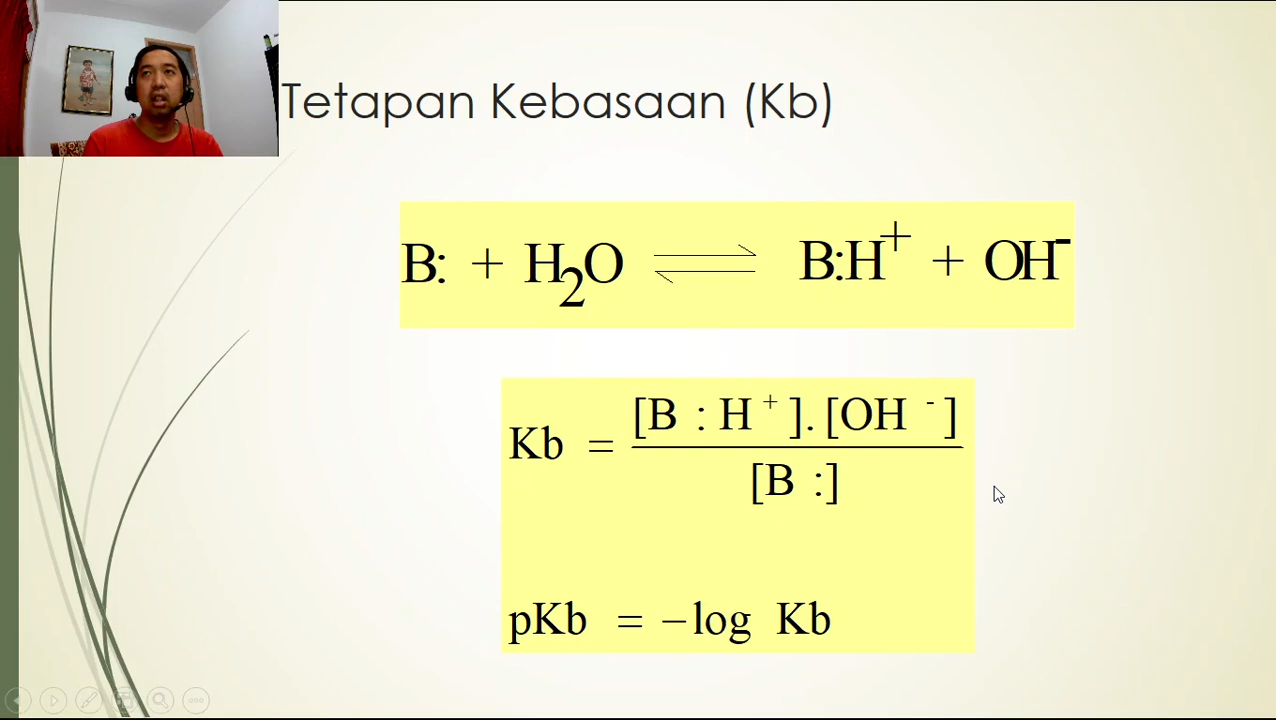 Tetapan Kebasaan (Kb)
B: + H₂O ⇌ B:H⁺ + OH⁻
Kb = [B : H⁺].[OH⁻] / [B :]
pKb = −log Kb